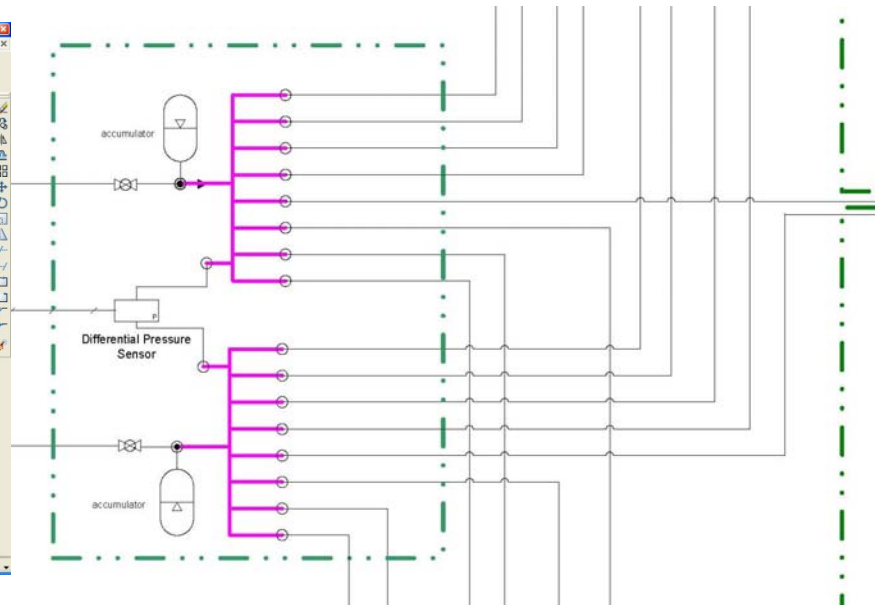 accumulator
P
Differential Pressure
Sensor
accumulator